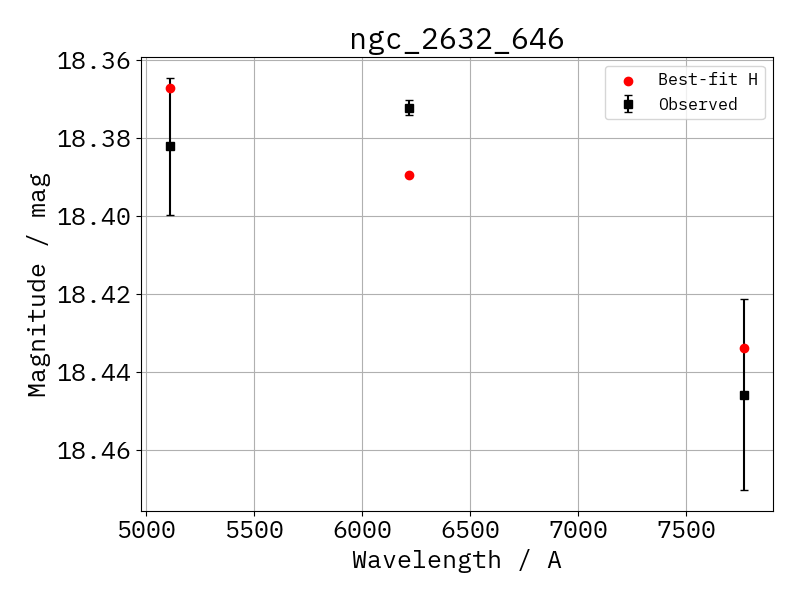 ngc_2632_646
Best-fit H
Observed
18.36
18.38
18.40
18.42
18.44
18.46
Magnitude / mag
5000 5500 6000 6500 7000 7500
Wavelength / A